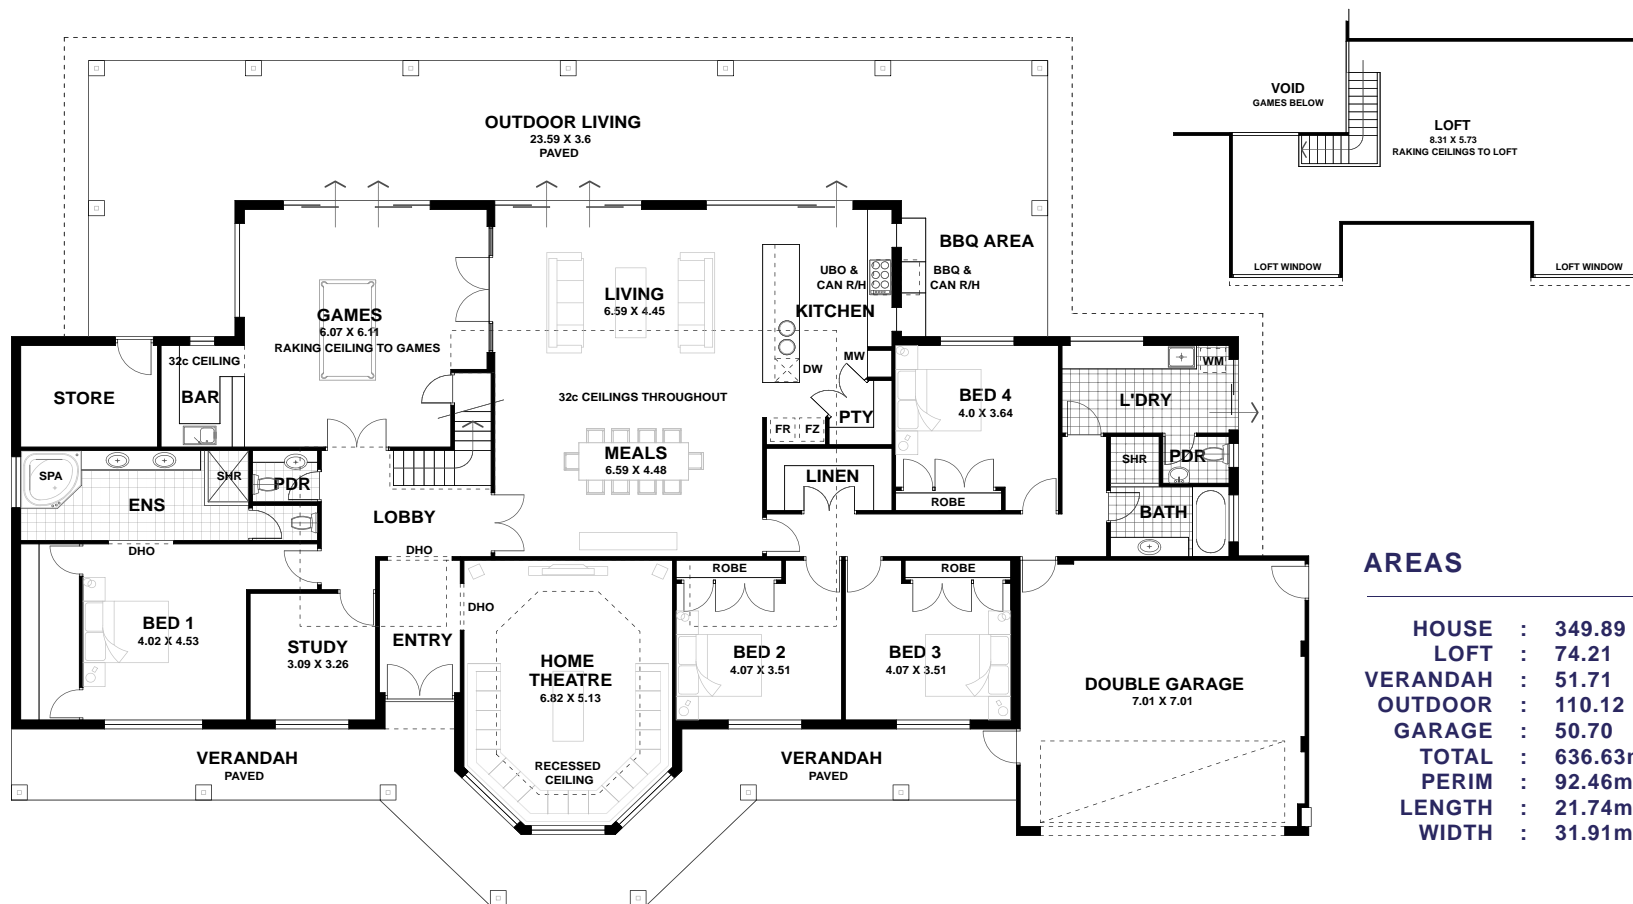 OUTDOOR LIVING
23.59 X 3.6
PAVED
VOID
GAMES BELOW
LOFT
8.31 X 5.73
RAKING CEILINGS TO LOFT
LOFT WINDOW
LOFT WINDOW
BBQ AREA
BBQ &
CAN R/H
UBO &
CAN R/H
KITCHEN
LIVING
6.59 X 4.45
GAMES
6.07 X 6.11
RAKING CEILING TO GAMES
32c CEILING
BAR
STORE
MW
DW
32c CEILINGS THROUGHOUT
PTY
FR
FZ
BED 4
4.0 X 3.64
WM
L'DRY
MEALS
6.59 X 4.48
LINEN
ROBE
SHR
PDR
BATH
SPA
SHR
PDR
ENS
LOBBY
DHO
DHO
ROBE
ROBE
DHO
BED 1
4.02 X 4.53
STUDY
3.09 X 3.26
ENTRY
HOME
THEATRE
6.82 X 5.13
BED 2
4.07 X 3.51
BED 3
4.07 X 3.51
DOUBLE GARAGE
7.01 X 7.01
VERANDAH
PAVED
RECESSED
CEILING
VERANDAH
PAVED
AREAS
HOUSE : 349.89
LOFT : 74.21
VERANDAH : 51.71
OUTDOOR : 110.12
GARAGE : 50.70
TOTAL : 636.63m
PERIM : 92.46m
LENGTH : 21.74m
WIDTH : 31.91m